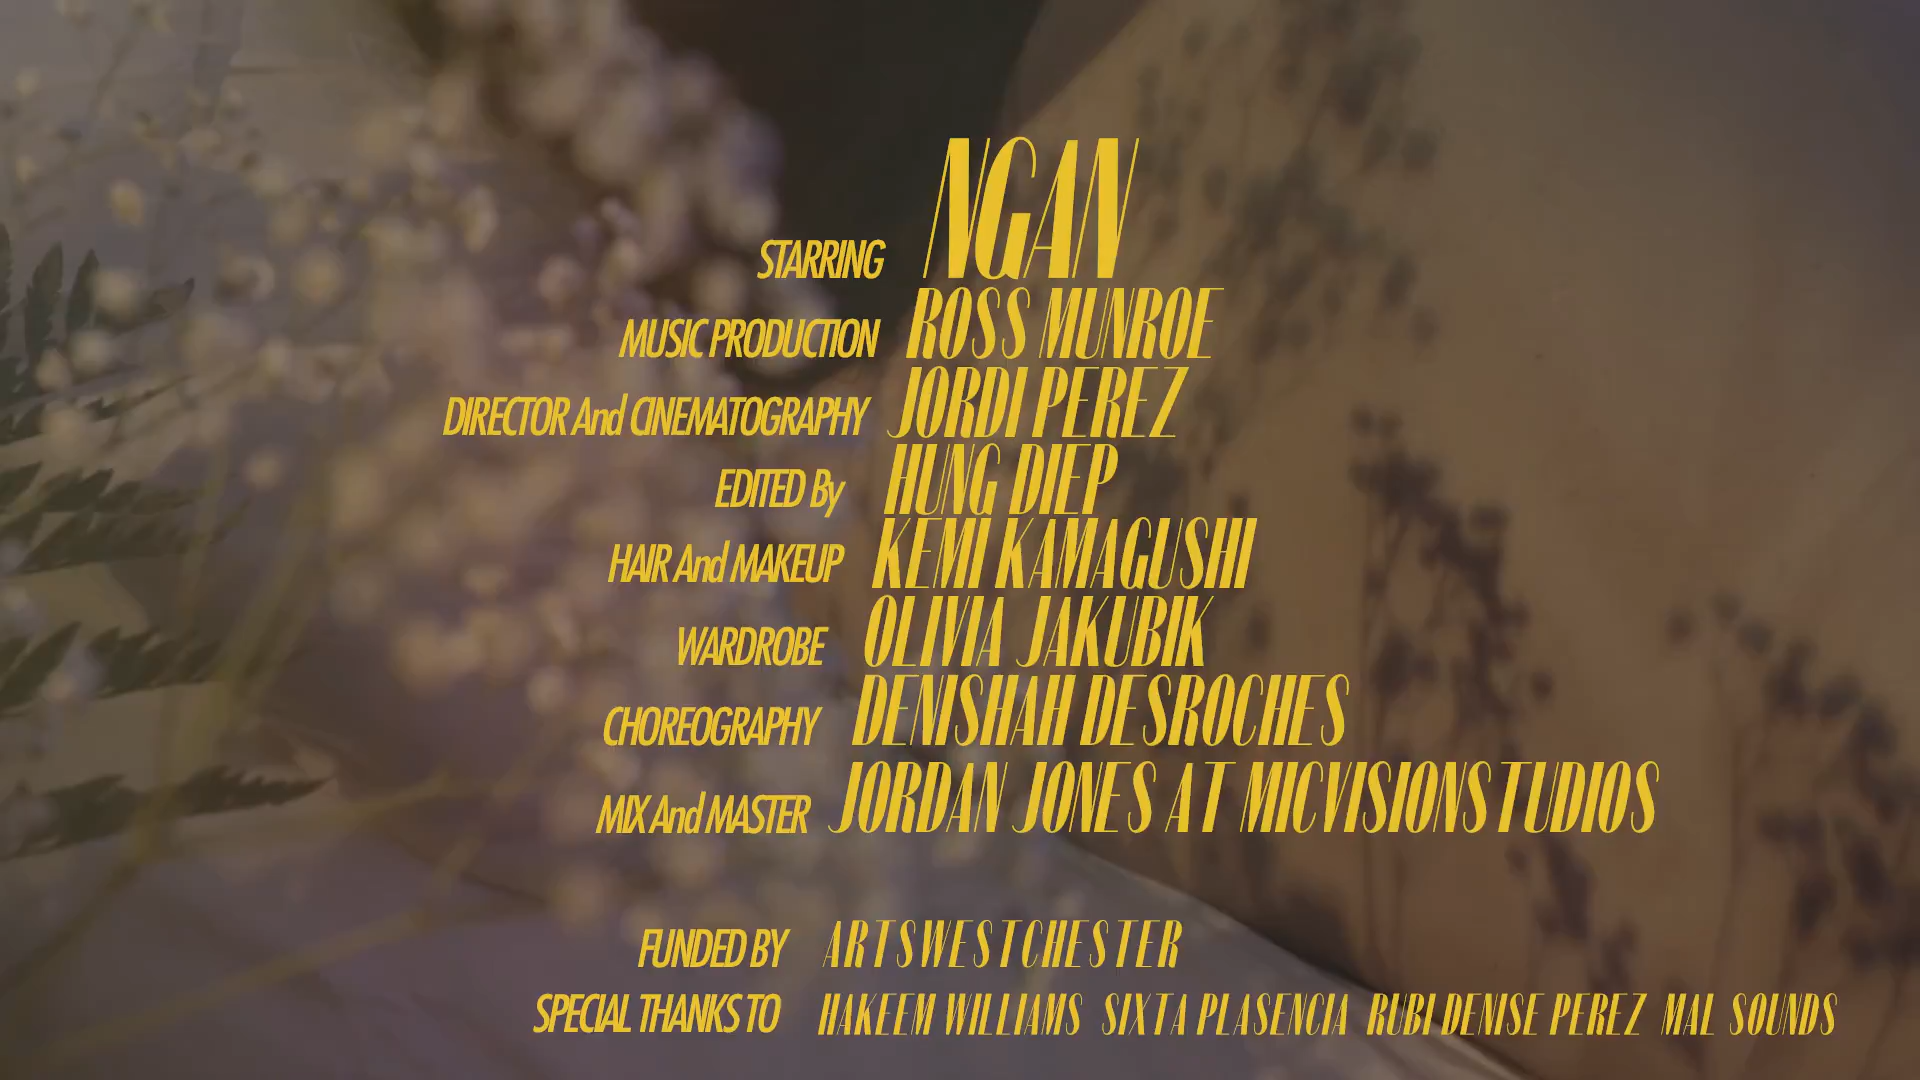 STARRING NGAN
MUSIC PRODUCTION ROSS MUNROE
DIRECTOR And CINEMATOGRAPHY JORDI PEREZ
EDITED By HUNG DIEP
HAIR And MAKEUP KEMI KAMAGUSHI
WARDROBE OLIVIA JAKUBIK
CHOREOGRAPHY DENISHAH DESROCHES
MIX And MASTER JORDAN JONES AT MICVISIONSTUDIOS
FUNDED BY ARTSWESTCHESTER
SPECIAL THANKS TO HAKEEM WILLIAMS SIXTA PLASENCIA RUBI DENISE PEREZ MAL SOUNDS